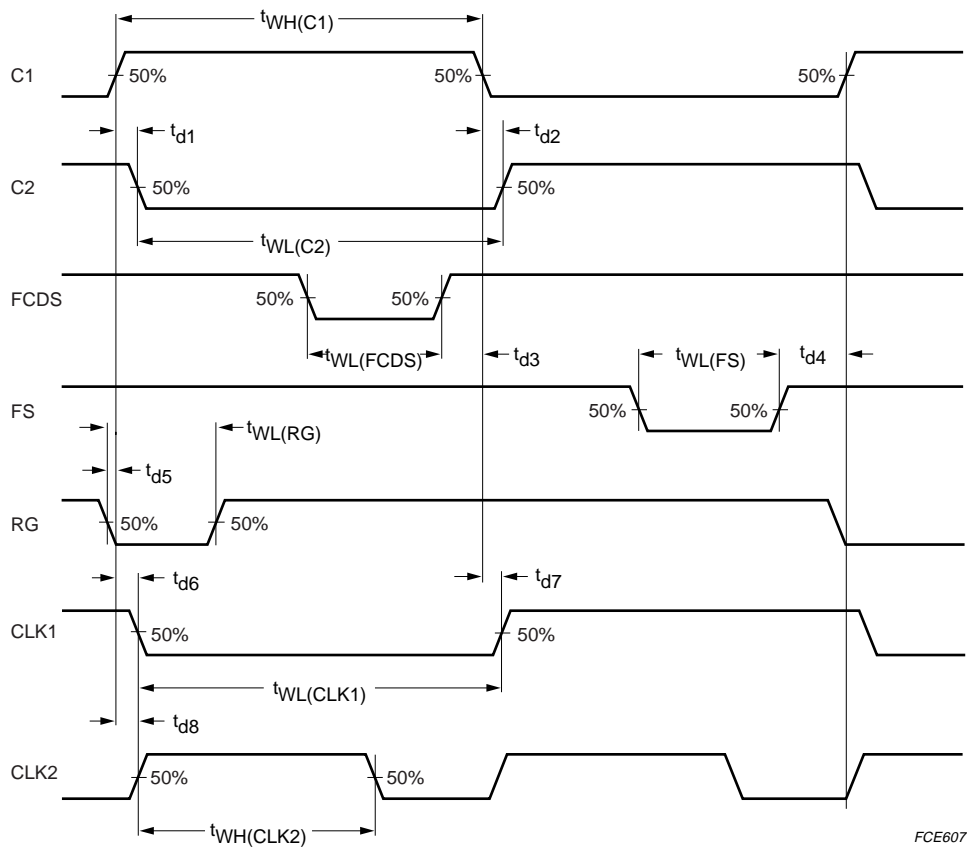 tWH(C1)
C1 50% 50% 50%
td1 td2
C2 50% 50%
tWL(C2)
FCDS 50% 50%
tWL(FCDS) td3 tWL(FS) td4
FS 50% 50%
tWL(RG)
td5
RG 50% 50%
td6 td7
CLK1 50% 50%
tWL(CLK1)
td8
CLK2 50% 50%
tWH(CLK2)
FCE607